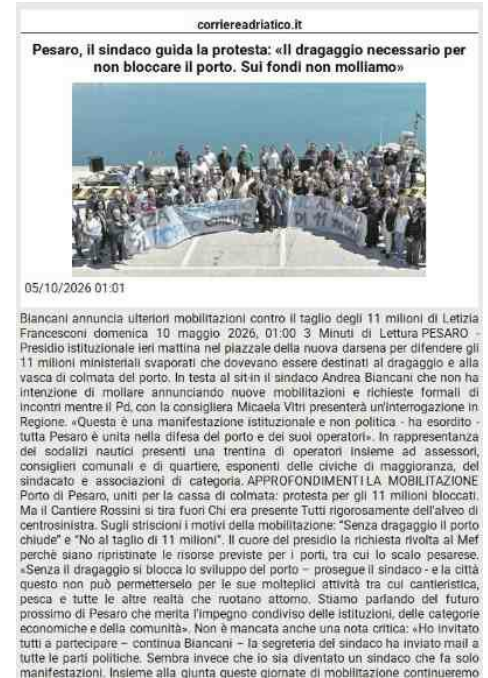 corriereadriatico.it
Pesaro, il sindaco guida la protesta: «Il dragaggio necessario per
non bloccare il porto. Sui fondi non molliamo»
DI 11
05/10/2026 01:01
Biancani annuncia ulteriori mobilitazioni contro il taglio degli 11 milioni di Letizia
Francesconi domenica 10 maggio 2026, 01:00 3 Minuti di Lettura PESARO -
Presidio istituzionale ieri mattina nel piazzale della nuova darsena per difendere gli
11 milioni ministeriali svaporati che dovevano essere destinati al dragaggio e alla
vasca di colmata del porto. In testa al sit-in il sindaco Andrea Biancani che non ha
intenzione di mollare annunciando nuove mobilitazioni e richieste formali di
incontri mentre il Pd, con la consigliera Micaela Vitri presenterà un'interrogazione in
Regione. «Questa è una manifestazione istituzionale e non politica - ha esordito -
tutta Pesaro è unita nella difesa del porto e dei suoi operatori». In rappresentanza
dei sodalizi nautici presenti una trentina di operatori insieme ad assessori,
consiglieri comunali e di quartiere, esponenti delle civiche di maggioranza, del
sindacato e associazioni di categoria. APPROFONDIMENTI LA MOBILITAZIONE
Porto di Pesaro, uniti per la cassa di colmata: protesta per gli 11 milioni bloccati.
Ma il Cantiere Rossini si tira fuori Chi era presente Tutti rigorosamente dell'alveo di
centrosinistra. Sugli striscioni i motivi della mobilitazione: "Senza dragaggio il porto
chiude" e "No al taglio di 11 milioni". Il cuore del presidio la richiesta rivolta al Mef
perchè siano ripristinate le risorse previste per i porti, tra cui lo scalo pesarese.
«Senza il dragaggio si blocca lo sviluppo del porto – prosegue il sindaco - e la città
questo non può permetterselo per le sue molteplici attività tra cui cantieristica,
pesca e tutte le altre realtà che ruotano attorno. Stiamo parlando del futuro
prossimo di Pesaro che merita l'impegno condiviso delle istituzioni, delle categorie
economiche e della comunità». Non è mancata anche una nota critica: «Ho invitato
tutti a partecipare – continua Biancani – la segreteria del sindaco ha inviato mail a
tutte le parti politiche. Sembra invece che io sia diventato un sindaco che fa solo
manifestazioni. Insieme alla giunta queste giornate di mobilitazione continueremo